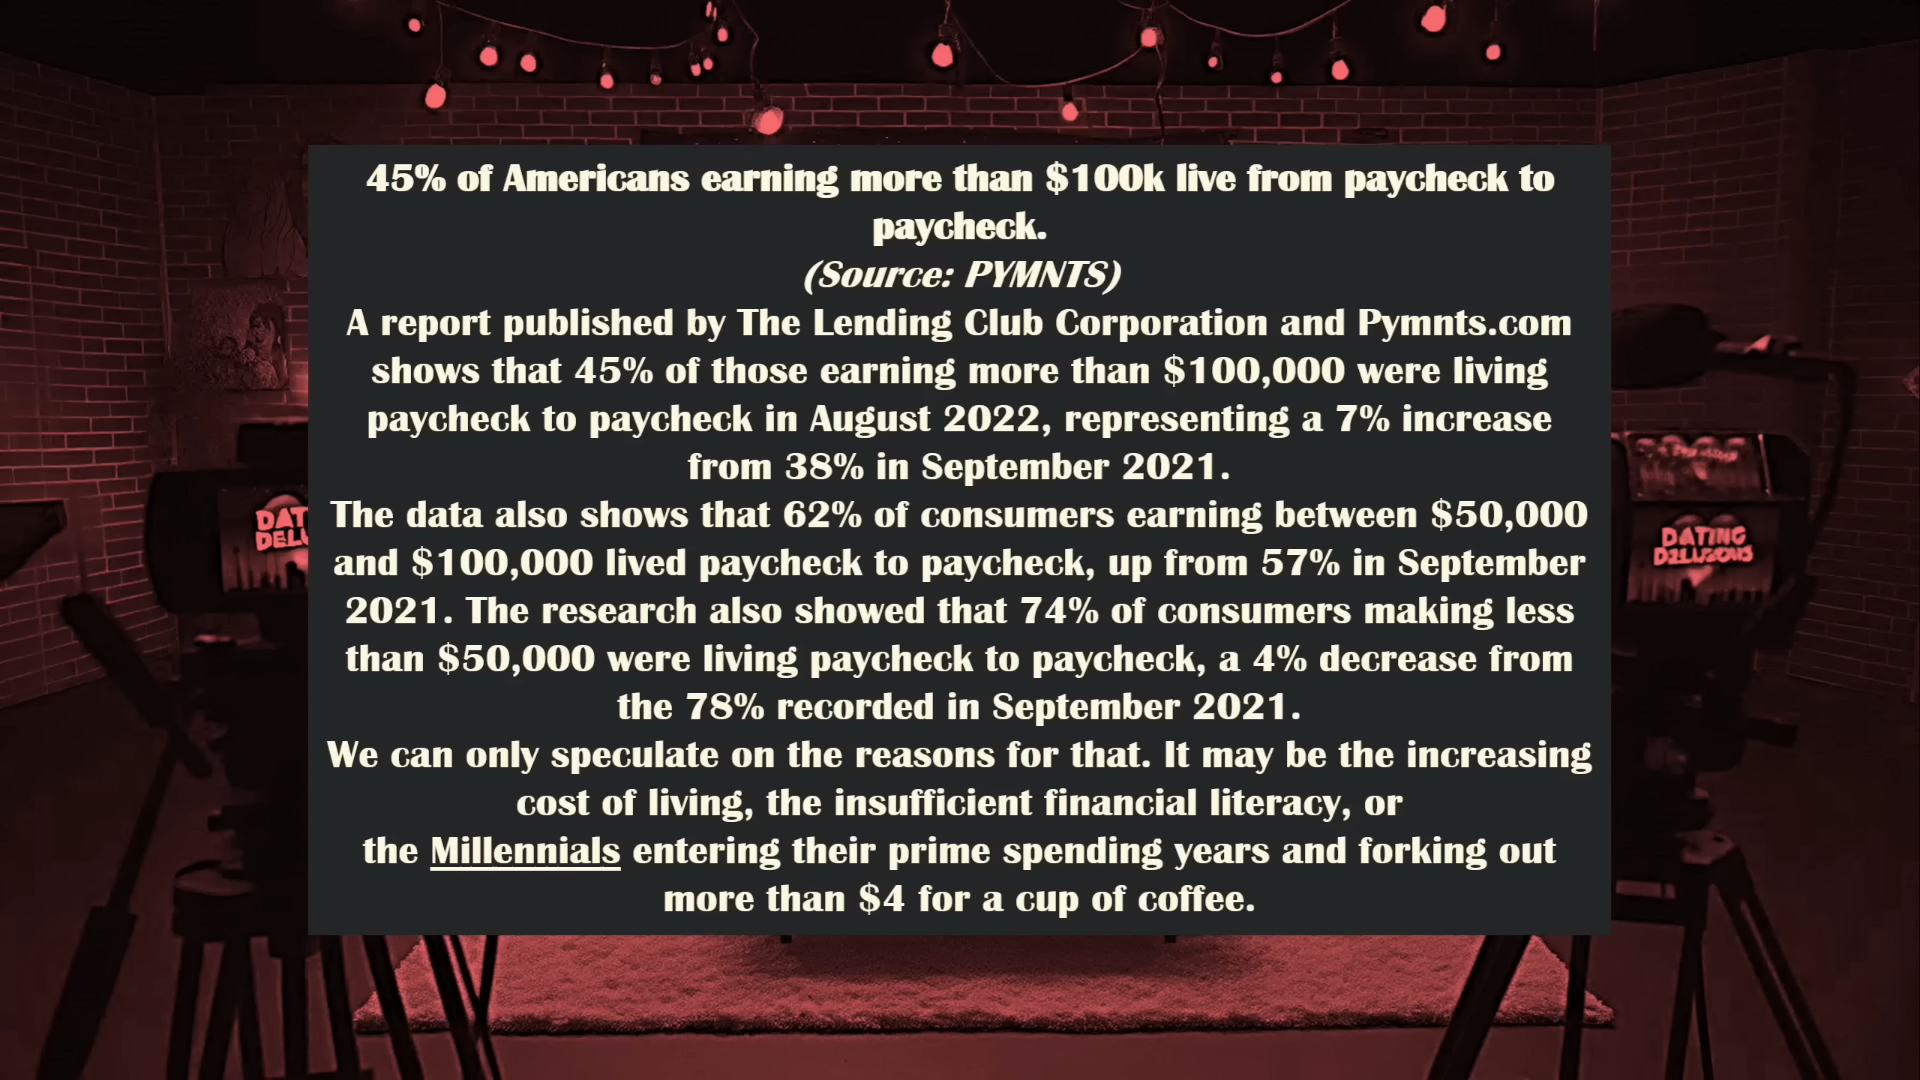 45% of Americans earning more than $100k live from paycheck to
paycheck.
(Source: PYMNTS)
A report published by The Lending Club Corporation and Pymnts.com
shows that 45% of those earning more than $100,000 were living
paycheck to paycheck in August 2022, representing a 7% increase
from 38% in September 2021.
The data also shows that 62% of consumers earning between $50,000
and $100,000 lived paycheck to paycheck, up from 57% in September
2021. The research also showed that 74% of consumers making less
than $50,000 were living paycheck to paycheck, a 4% decrease from
the 78% recorded in September 2021.
We can only speculate on the reasons for that. It may be the increasing
cost of living, the insufficient financial literacy, or
the Millennials entering their prime spending years and forking out
more than $4 for a cup of coffee.
DAT
DELU
DATING